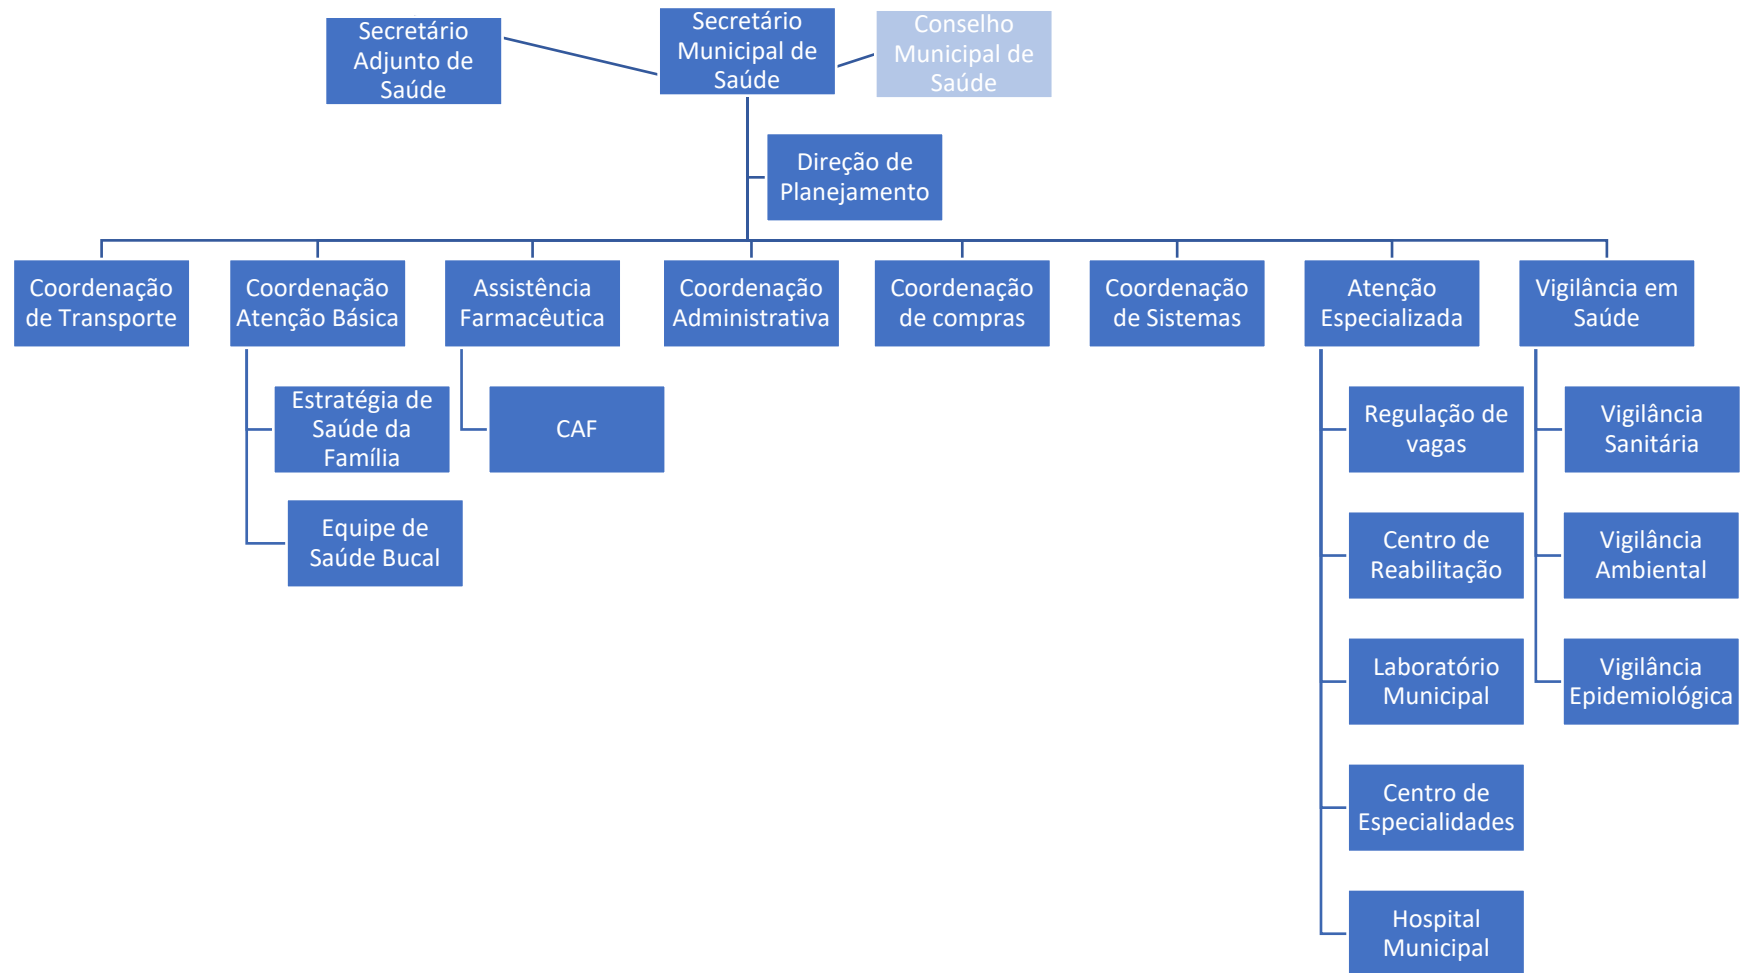 Secretário
Adjunto de
Saúde
Secretário
Municipal de
Saúde
Conselho
Municipal de
Saúde
Direção de
Planejamento
Coordenação
de Transporte
Coordenação
Atenção Básica
Assistência
Farmacêutica
Coordenação
Administrativa
Coordenação
de compras
Coordenação
de Sistemas
Atenção
Especializada
Vigilância em
Saúde
Estratégia de
Saúde da
Família
CAF
Regulação de
vagas
Vigilância
Sanitária
Equipe de
Saúde Bucal
Centro de
Reabilitação
Vigilância
Ambiental
Laboratório
Municipal
Vigilância
Epidemiológica
Centro de
Especialidades
Hospital
Municipal